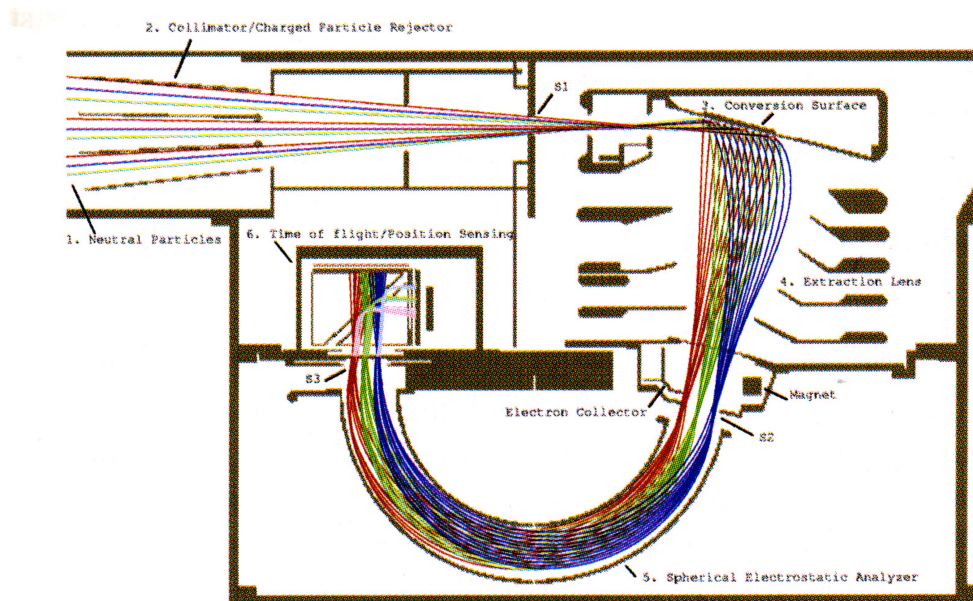 2. Collimator/Charged Particle Rejector
S1
3. Conversion Surface
1. Neutral Particles
6. Time of flight/Position Sensing
4. Extraction Lens
S3
Electron Collector
Magnet
S2
5. Spherical Electrostatic Analyzer